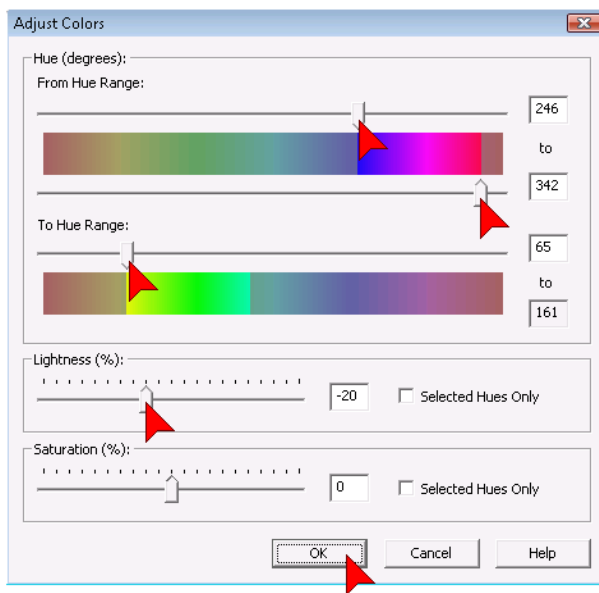 Adjust Colors
Hue (degrees):
From Hue Range:
246
to
342
To Hue Range:
65
to
161
Lightness (%):
-20
Selected Hues Only
Saturation (%):
0
Selected Hues Only
OK
Cancel
Help